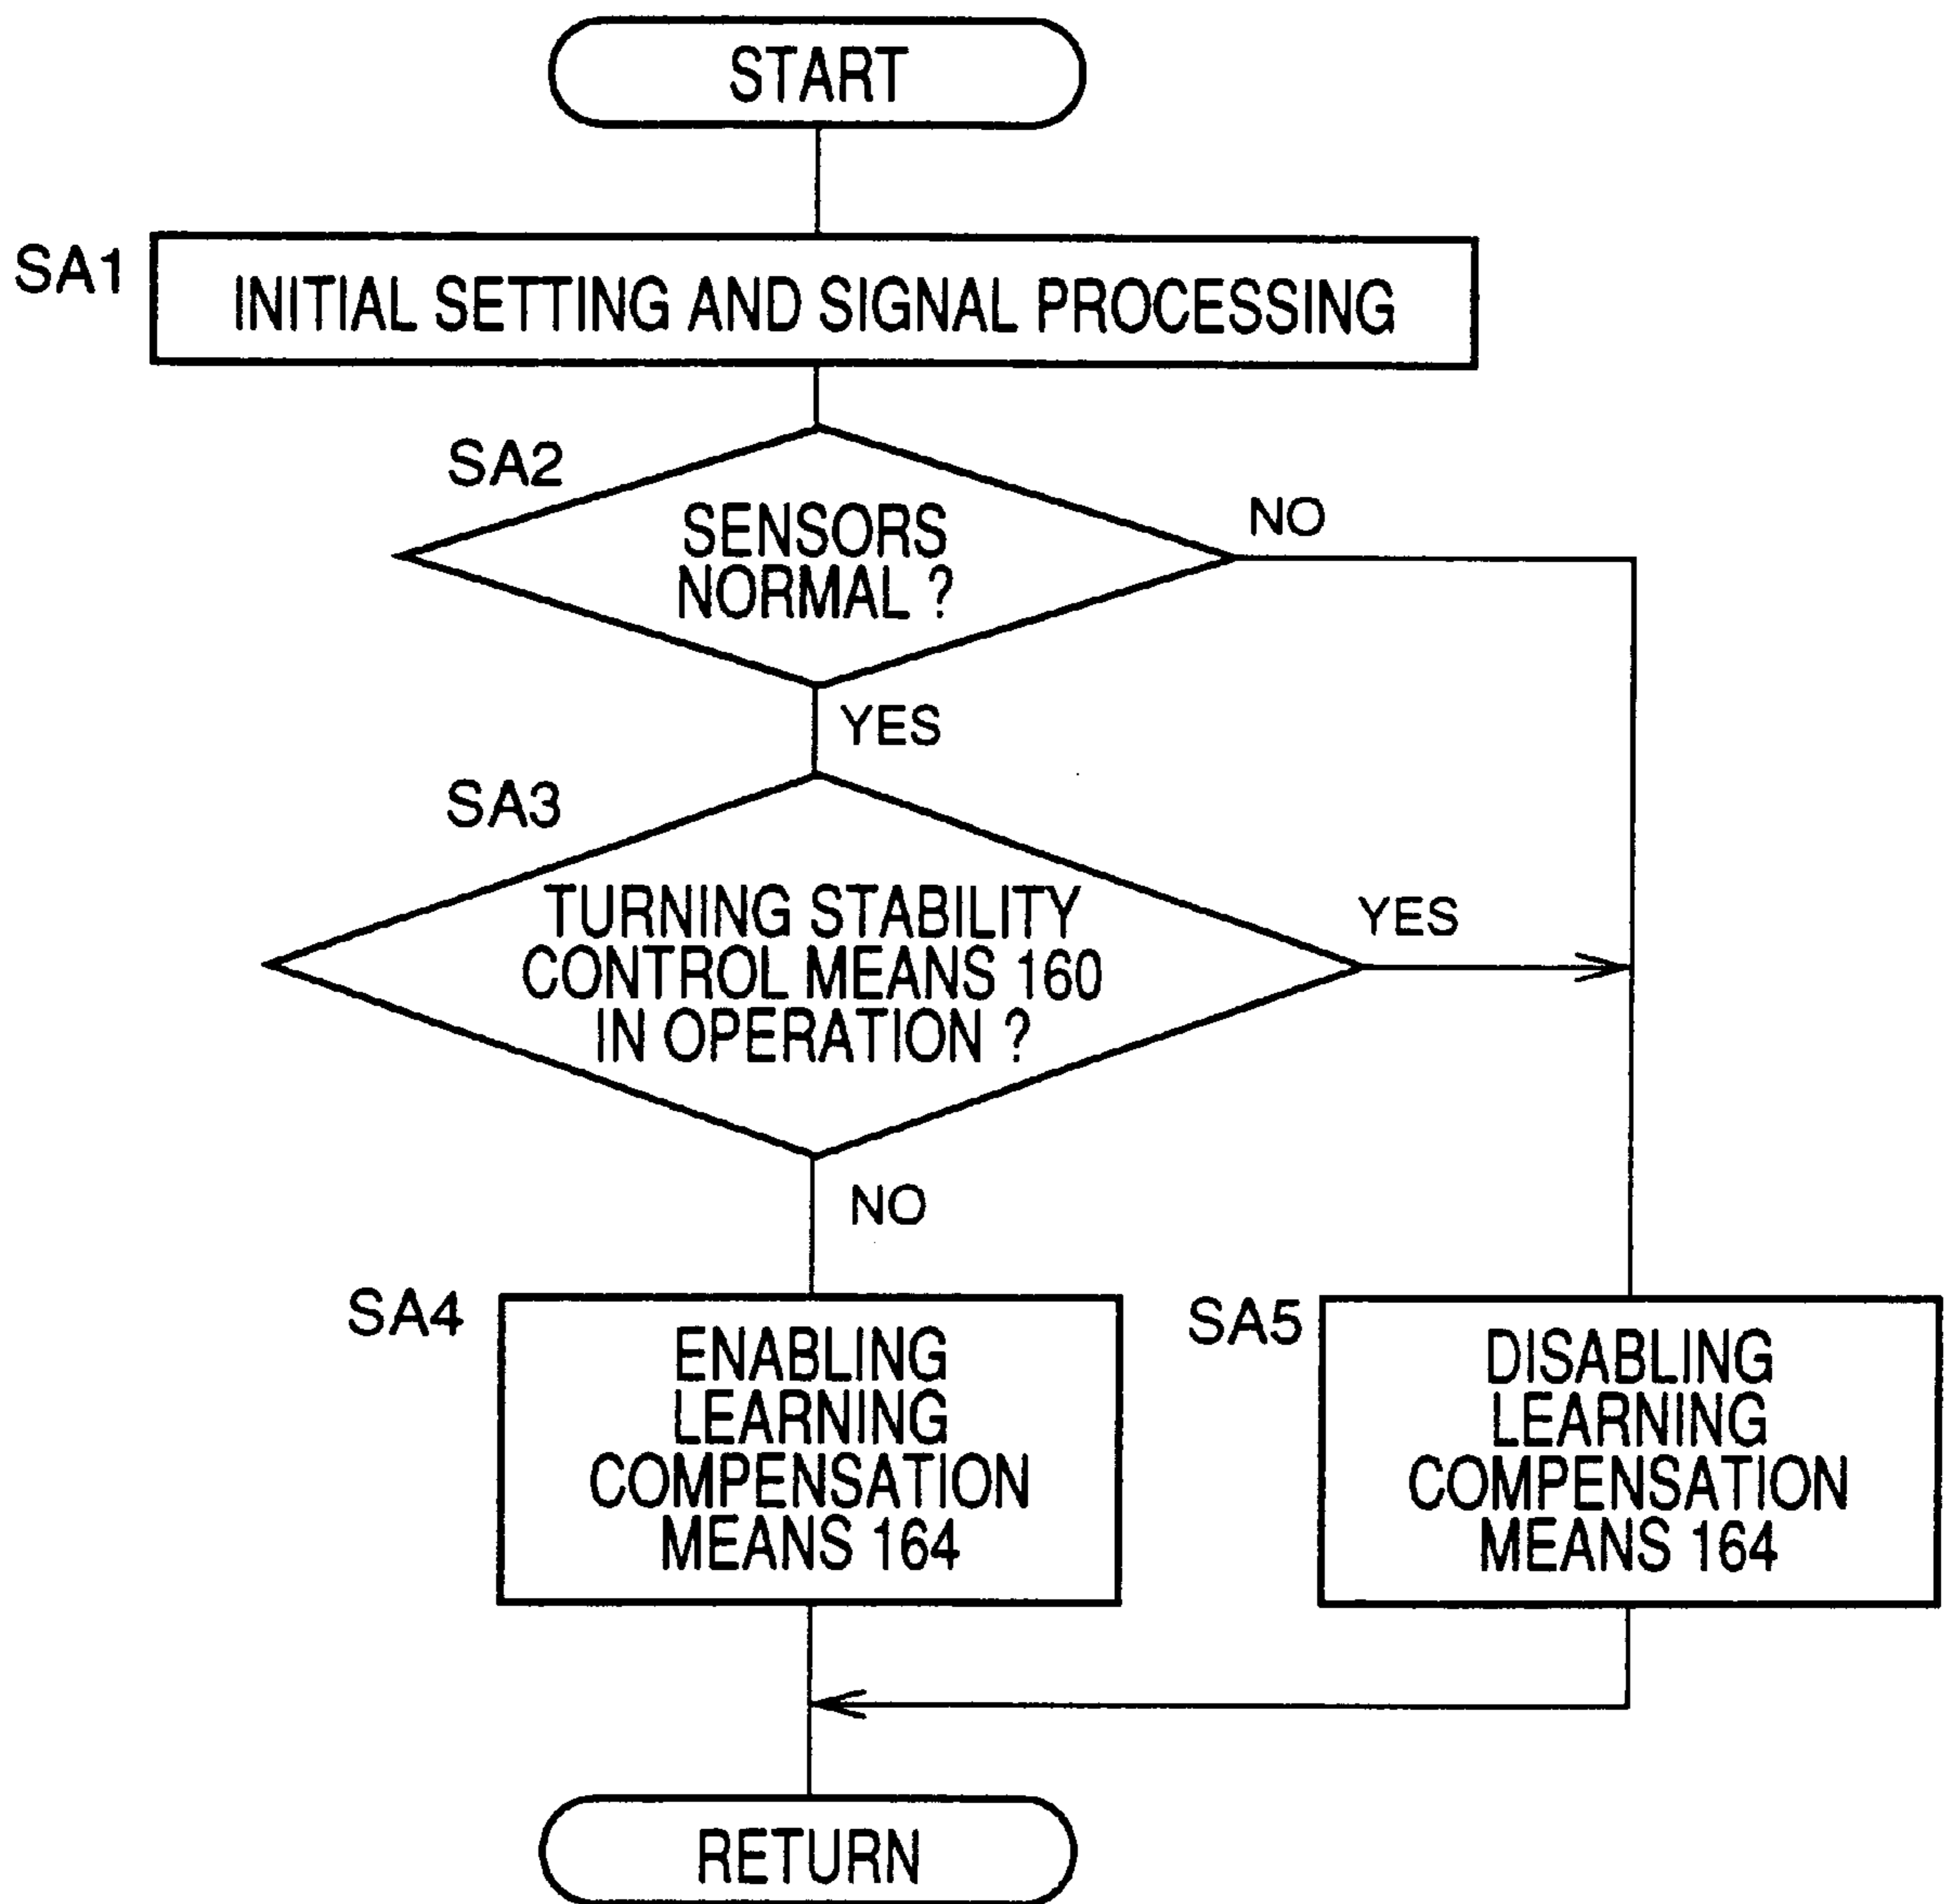 START
SA1
INITIAL SETTING AND SIGNAL PROCESSING
SA2
SENSORS
NORMAL ?
NO
YES
SA3
TURNING STABILITY
CONTROL MEANS 160
IN OPERATION ?
YES
NO
SA4
ENABLING
LEARNING
COMPENSATION
MEANS 164
SA5
DISABLING
LEARNING
COMPENSATION
MEANS 164
RETURN